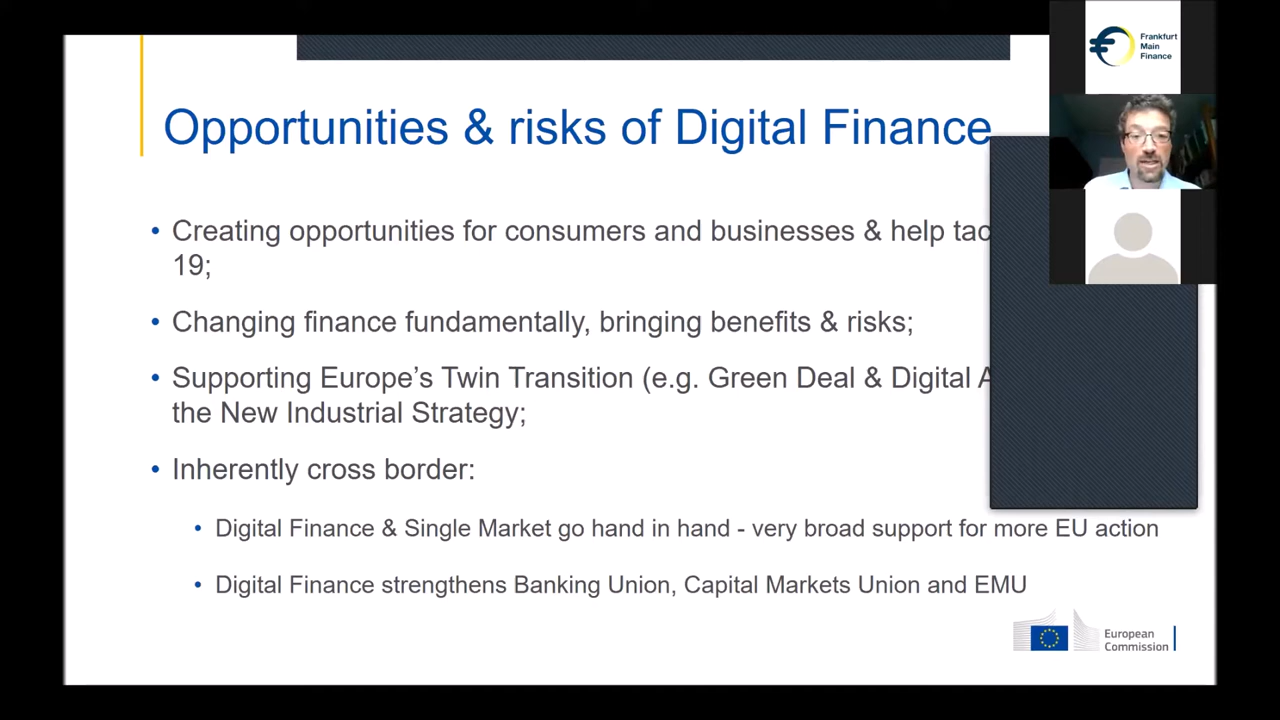 Frankfurt
Main
Finance
Opportunities & risks of Digital Finance
• Creating opportunities for consumers and businesses & help
19;
• Changing finance fundamentally, bringing benefits & risks;
• Supporting Europe’s Twin Transition (e.g. Green Deal & Digital
the New Industrial Strategy;
• Inherently cross border:
• Digital Finance & Single Market go hand in hand - very broad support for more EU action
• Digital Finance strengthens Banking Union, Capital Markets Union and EMU
European
Commission